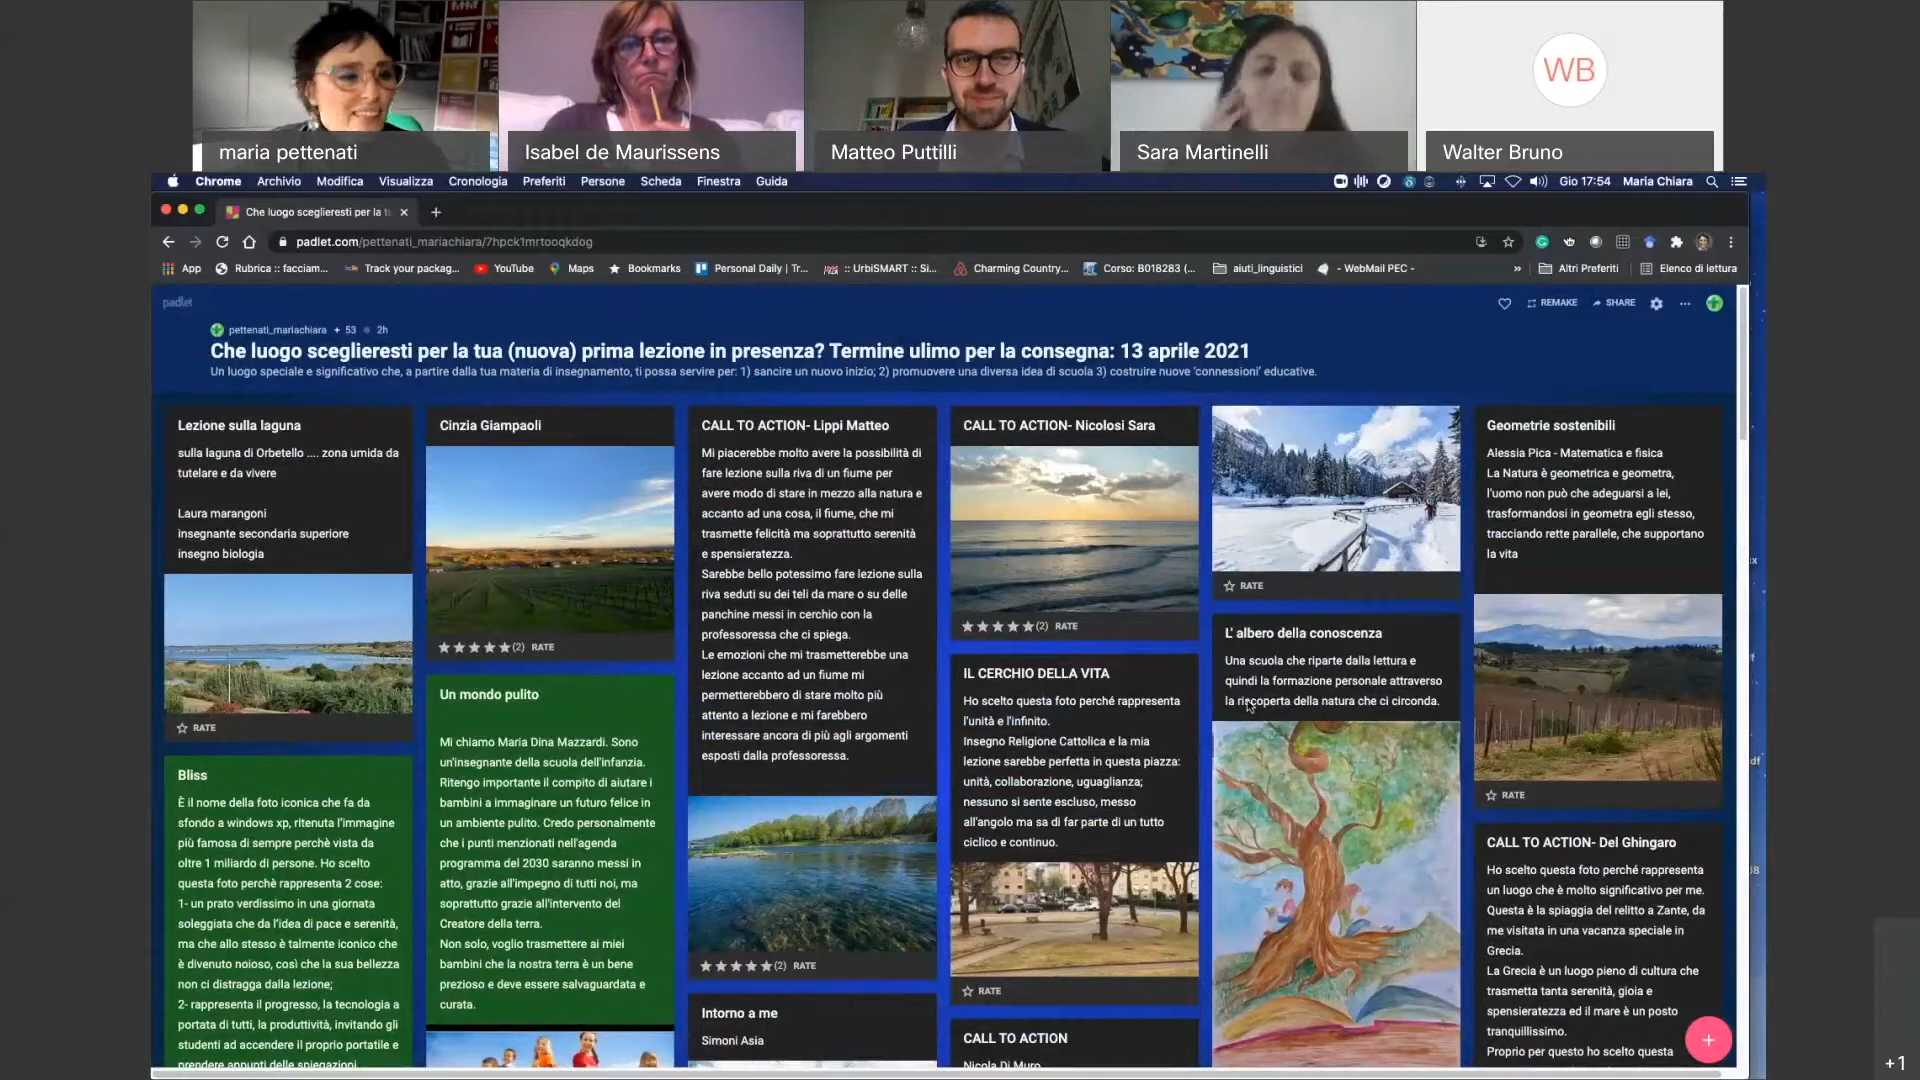 maria pettenati
Isabel de Maurissens
Matteo Puttilli
Sara Martinelli
WB
Walter Bruno
Chrome Archivio Modifica Visualizza Cronologia Preferiti Persone Scheda Finestra Guida
Gio 17:54 Maria Chiara
Che luogo sceglieresti per la tu
padlet.com/pettenati_mariachiara/7hpck1mrtooqkdog
App Rubrica :: facciam... Track your packag... YouTube Maps Bookmarks Personal Daily | Tr... :: UrbiSMART :: Si... Charming Country... Corso: B018283 (... aiuti_linguistici - WebMail PEC - » Altri Preferiti Elenco di lettura
padlet
REMAKE SHARE
pettenati_mariachiara + 53 2h
Che luogo sceglieresti per la tua (nuova) prima lezione in presenza? Termine ulimo per la consegna: 13 aprile 2021
Un luogo speciale e significativo che, a partire dalla tua materia di insegnamento, ti possa servire per: 1) sancire un nuovo inizio; 2) promuovere una diversa idea di scuola 3) costruire nuove 'connessioni' educative.
Lezione sulla laguna
sulla laguna di Orbetello .... zona umida da
tutelare e da vivere
Laura marangoni
insegnante secondaria superiore
insegno biologia
RATE
Bliss
È il nome della foto iconica che fa da
sfondo a windows xp, ritenuta l'immagine
più famosa di sempre perchè vista da
oltre 1 miliardo di persone. Ho scelto
questa foto perchè rappresenta 2 cose:
1- un prato verdissimo in una giornata
soleggiata che da l'idea di pace e serenità,
ma che allo stesso è talmente iconico che
è divenuto noioso, così che la sua bellezza
non ci distragga dalla lezione;
2- rappresenta il progresso, la tecnologia a
portata di tutti, la produttività, invitando gli
studenti ad accendere il proprio portatile e
prendere appunti delle spiegazioni
Cinzia Giampaoli
(2) RATE
Un mondo pulito
Mi chiamo Maria Dina Mazzardi. Sono
un'insegnante della scuola dell'infanzia.
Ritengo importante il compito di aiutare i
bambini a immaginare un futuro felice in
un ambiente pulito. Credo personalmente
che i punti menzionati nell'agenda
programma del 2030 saranno messi in
atto, grazie all'impegno di tutti noi, ma
soprattutto grazie all'intervento del
Creatore della terra.
Non solo, voglio trasmettere ai miei
bambini che la nostra terra è un bene
prezioso e deve essere salvaguardata e
curata.
CALL TO ACTION- Lippi Matteo
Mi piacerebbe molto avere la possibilità di
fare lezione sulla riva di un fiume per
avere modo di stare in mezzo alla natura e
accanto ad una cosa, il fiume, che mi
trasmette felicità ma soprattutto serenità
e spensieratezza.
Sarebbe bello potessimo fare lezione sulla
riva seduti su dei teli da mare o su delle
panchine messi in cerchio con la
professoressa che ci spiega.
Le emozioni che mi trasmetterebbe una
lezione accanto ad un fiume mi
permetterebbero di stare molto più
attento a lezione e mi farebbero
interessare ancora di più agli argomenti
esposti dalla professoressa.
(2) RATE
Intorno a me
Simoni Asia
CALL TO ACTION- Nicolosi Sara
(2) RATE
IL CERCHIO DELLA VITA
Ho scelto questa foto perché rappresenta
l'unità e l'infinito.
Insegno Religione Cattolica e la mia
lezione sarebbe perfetta in questa piazza:
unità, collaborazione, uguaglianza;
nessuno si sente escluso, messo
all'angolo ma sa di far parte di un tutto
ciclico e continuo.
RATE
CALL TO ACTION
Nicola Di Muro
RATE
L' albero della conoscenza
Una scuola che riparte dalla lettura e
quindi la formazione personale attraverso
la riscoperta della natura che ci circonda.
Geometrie sostenibili
Alessia Pica - Matematica e fisica
La Natura è geometrica e geometra,
l'uomo non può che adeguarsi a lei,
trasformandosi in geometra egli stesso,
tracciando rette parallele, che supportano
la vita
RATE
CALL TO ACTION- Del Ghingaro
Ho scelto questa foto perché rappresenta
un luogo che è molto significativo per me.
Questa è la spiaggia del relitto a Zante, da
me visitata in una vacanza speciale in
Grecia.
La Grecia è un luogo pieno di cultura che
trasmetta tanta serenità, gioia e
spensieratezza ed il mare è un posto
tranquillissimo.
Proprio per questo ho scelto questa
+1